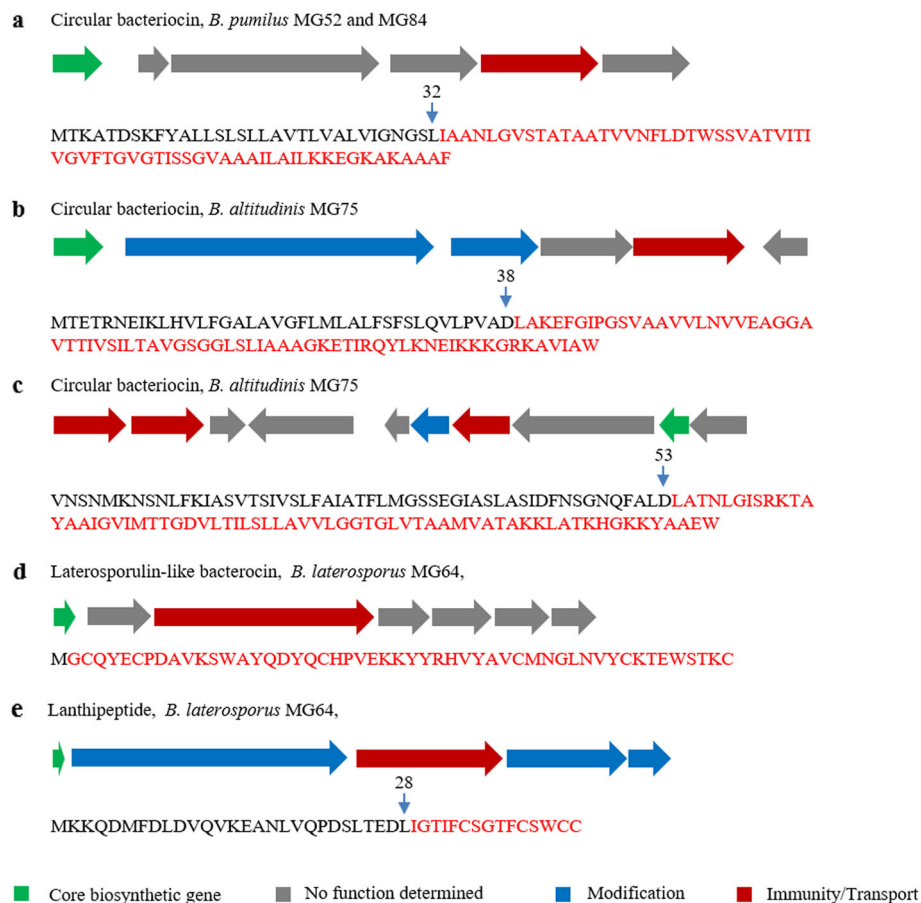 a Circular bacteriocin, B. pumilus MG52 and MG84
32
MTKATDSKFYALLSLSLLAVTLVALVIGNGSLIAANLGVSTATAATVVNFLDTWSSVATVITI
VGVFTGVGTISSGVAAAILAILKKEGKAKAAAF
b Circular bacteriocin, B. altitudinis MG75
38
MTETRNEIKLHVLFGALAVGFLMLALFSFSLQVLPVADLAKEFGIPGSVAAVVLNVVEAGGA
VTTIVSILTAVGSGGLSLIAAAGKETIRQYLKNEIKKKGRKAVIAW
c Circular bacteriocin, B. altitudinis MG75
53
VNSNMKNSNLFKIASVTSIVSLFAIATFLMGSSEGIASLASIDFNSGNQFALDLATNLGISRKTA
YAAIGVIMTTGDVLTILSLLAVVLGGTGLVTAAMVATAKKLATKHGKKYAAEW
d Laterosporulin-like bacterocin, B. laterosporus MG64,
MGCQYECPDAVKSWAYQDYQCHPVEKKYYRHVYAVCMNGLNVYCKTEWSTKC
e Lanthipeptide, B. laterosporus MG64,
28
MKKQDMFDLDVQVKEANLVQPDSLTEDLIGTIFCSGTFCSWCC
Core biosynthetic gene No function determined Modification Immunity/Transport